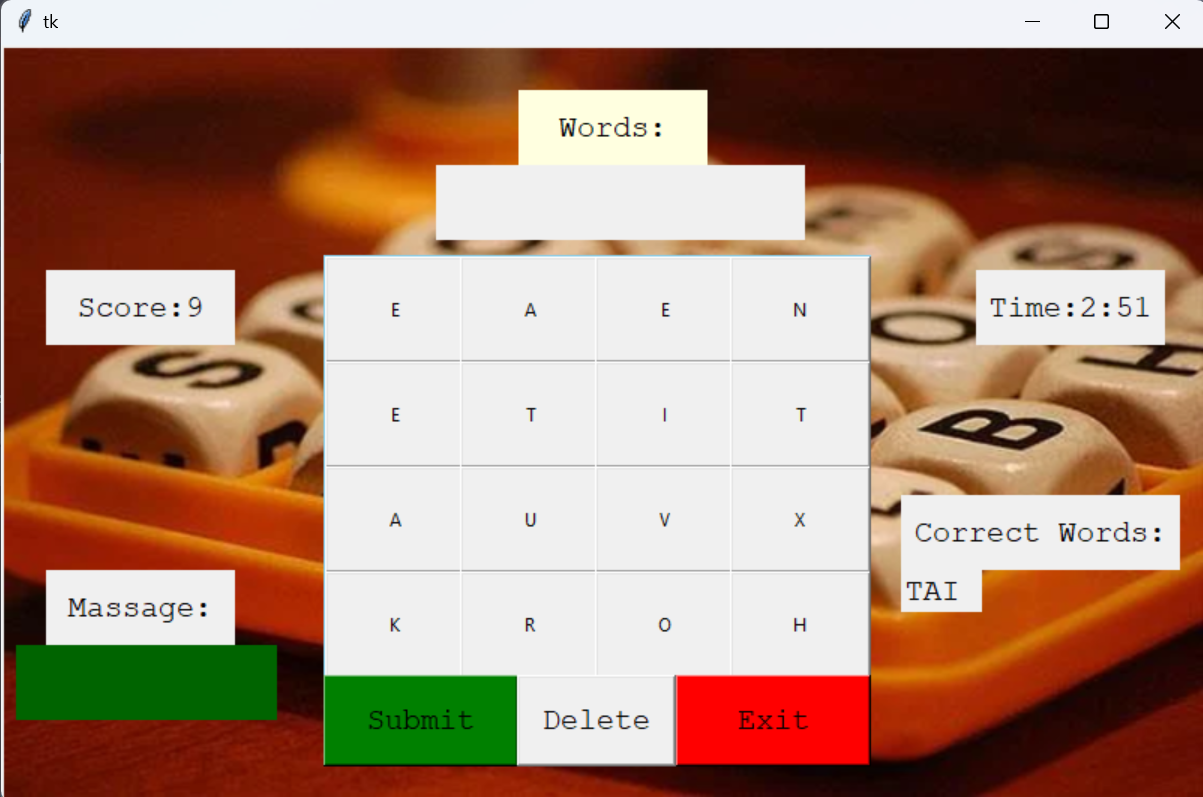 tk
Words:
Score:9
Time:2:51
E A E N
E T I T
A U V X
K R O H
Correct Words:
TAI
Massage:
Submit Delete Exit